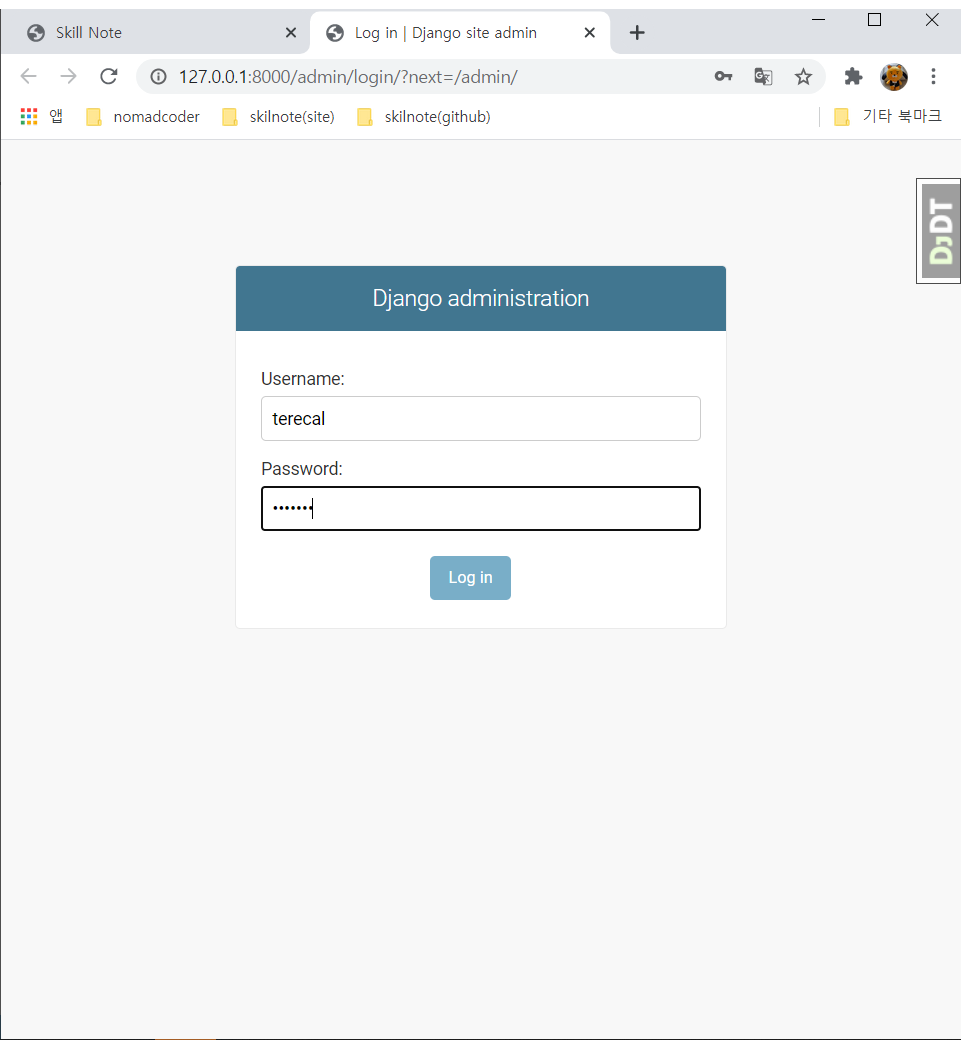 Skill Note
Log in | Django site admin
127.0.0.1:8000/admin/login/?next=/admin/
앱 nomadcoder skilnote(site) skilnote(github) 기타 북마크
DjDT
Django administration
Username:
terecal
Password:
•••••••
Log in